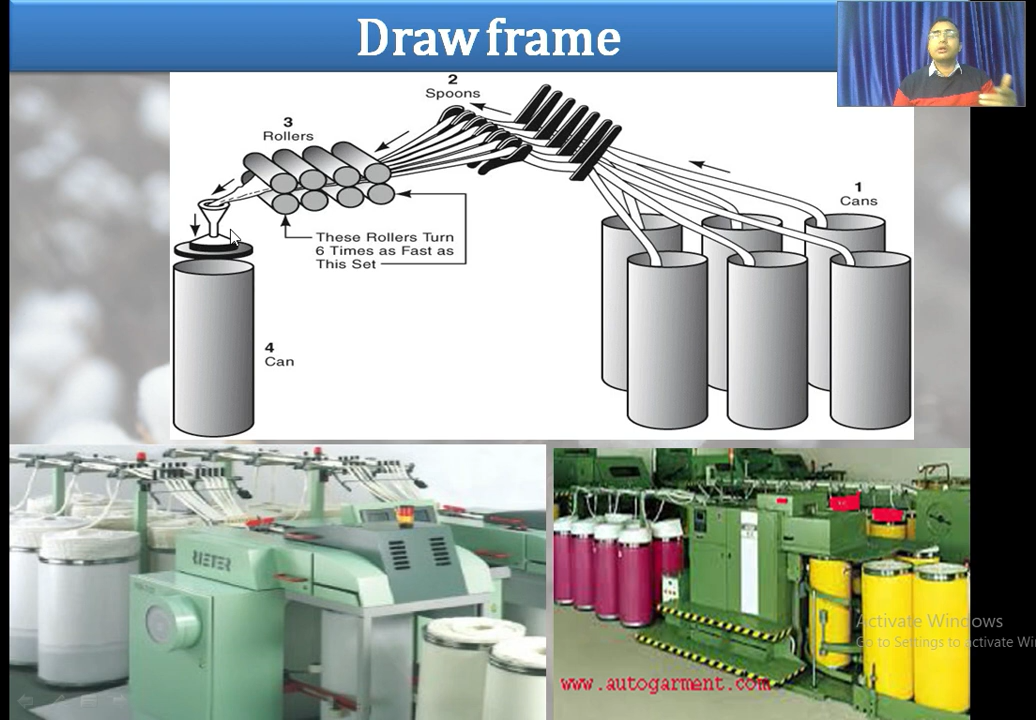 Draw frame
2
Spoons
3
Rollers
1
Cans
These Rollers Turn
6 Times as Fast as
This Set
4
Can
RIETER
Activate Windows
Go to Settings to activate Wi
www.autogarment.com